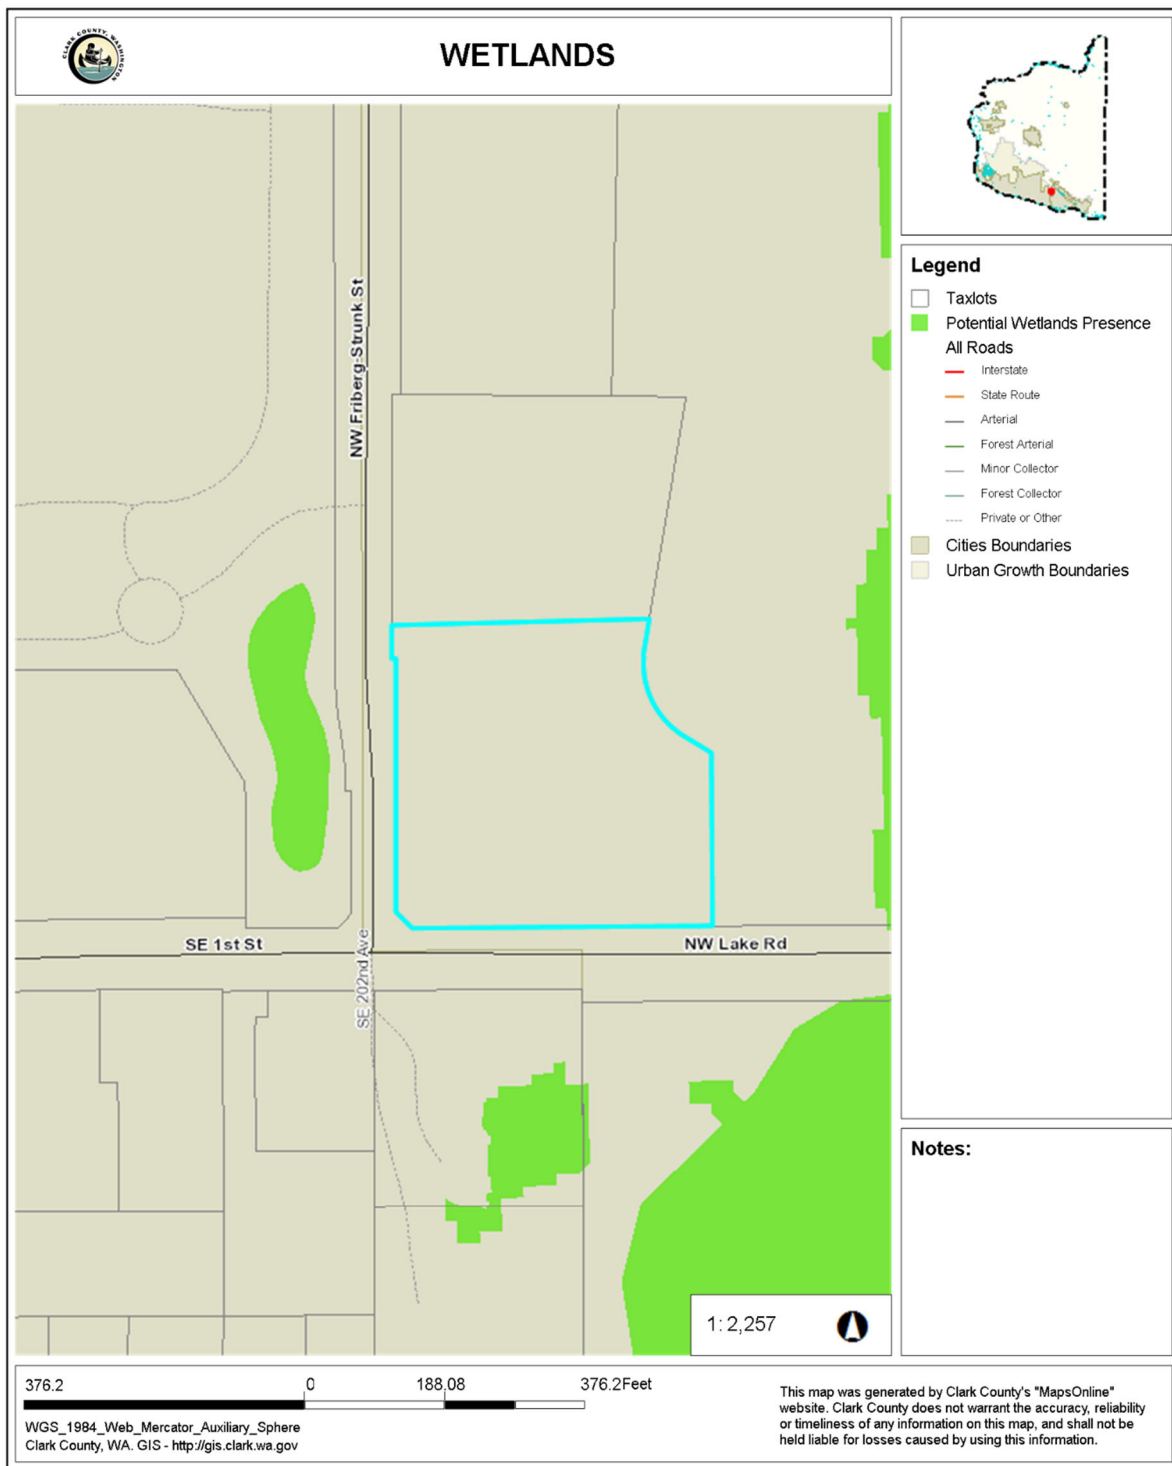 CLARK COUNTY, WASHINGTON
WETLANDS
NW Friberg-Strunk St
SE 1st St
SE 202nd Ave
NW Lake Rd
1: 2,257
Legend
Taxlots
Potential Wetlands Presence
All Roads
Interstate
State Route
Arterial
Forest Arterial
Minor Collector
Forest Collector
Private or Other
Cities Boundaries
Urban Growth Boundaries
Notes:
376.2 0 188.08 376.2Feet
WGS_1984_Web_Mercator_Auxiliary_Sphere
Clark County, WA. GIS - http://gis.clark.wa.gov
This map was generated by Clark County's "MapsOnline"
website. Clark County does not warrant the accuracy, reliability
or timeliness of any information on this map, and shall not be
held liable for losses caused by using this information.